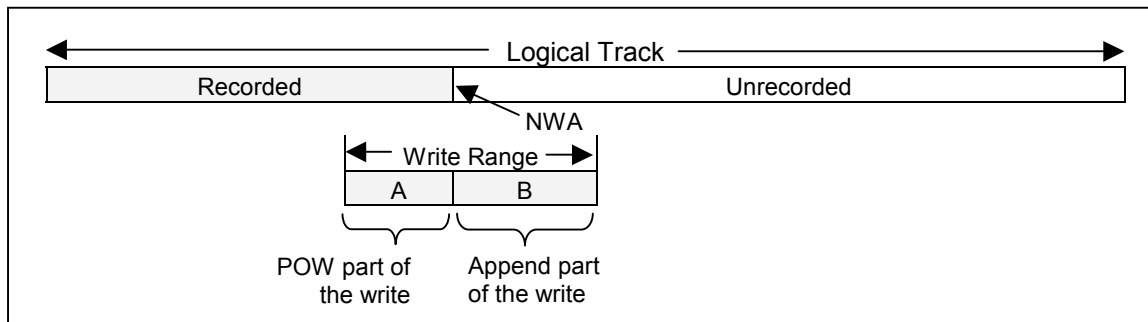 Logical Track
Recorded
Unrecorded
NWA
Write Range
A
B
POW part of
the write
Append part
of the write